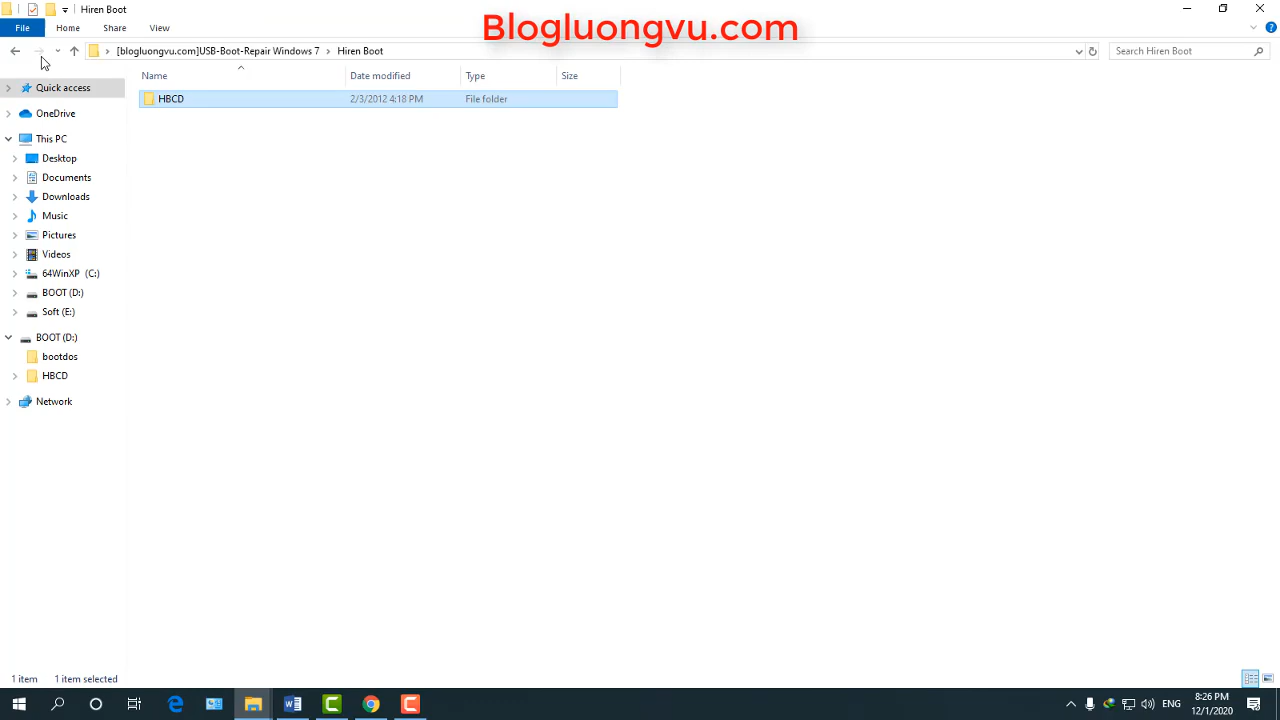 Hiren Boot
Blogluongvu.com
File Home Share View
[blogluongvu.com]USB-Boot-Repair Windows 7 Hiren Boot
Search Hiren Boot
Name Date modified Type Size
HBCD 2/3/2012 4:18 PM File folder
Quick access
OneDrive
This PC
Desktop
Documents
Downloads
Music
Pictures
Videos
64WinXP (C:)
BOOT (D:)
Soft (E:)
BOOT (D:)
bootdos
HBCD
Network
1 item 1 item selected
ENG
8:26 PM
12/1/2020